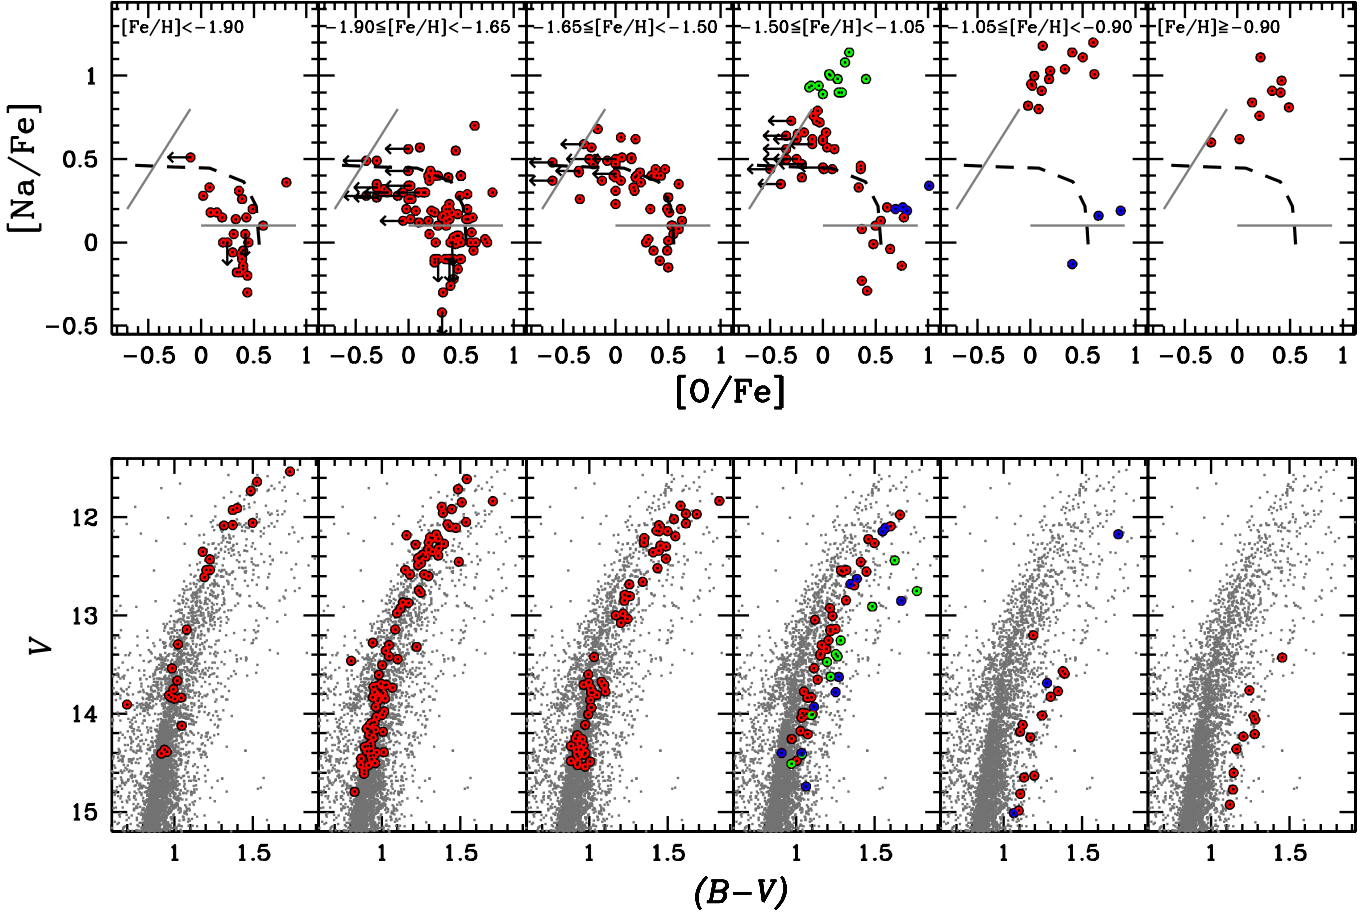 [Fe/H]<−1.90 −1.90≦[Fe/H]<−1.65 −1.65≦[Fe/H]<−1.50 −1.50≦[Fe/H]<−1.05 −1.05≦[Fe/H]<−0.90 [Fe/H]≧−0.90
1
0.5
0
−0.5
[Na/Fe]
−0.5 0 0.5 1 −0.5 0 0.5 1 −0.5 0 0.5 1 −0.5 0 0.5 1 −0.5 0 0.5 1 −0.5 0 0.5 1
[O/Fe]
12
13
14
15
V
1 1.5 1 1.5 1 1.5 1 1.5 1 1.5 1 1.5
(B−V)